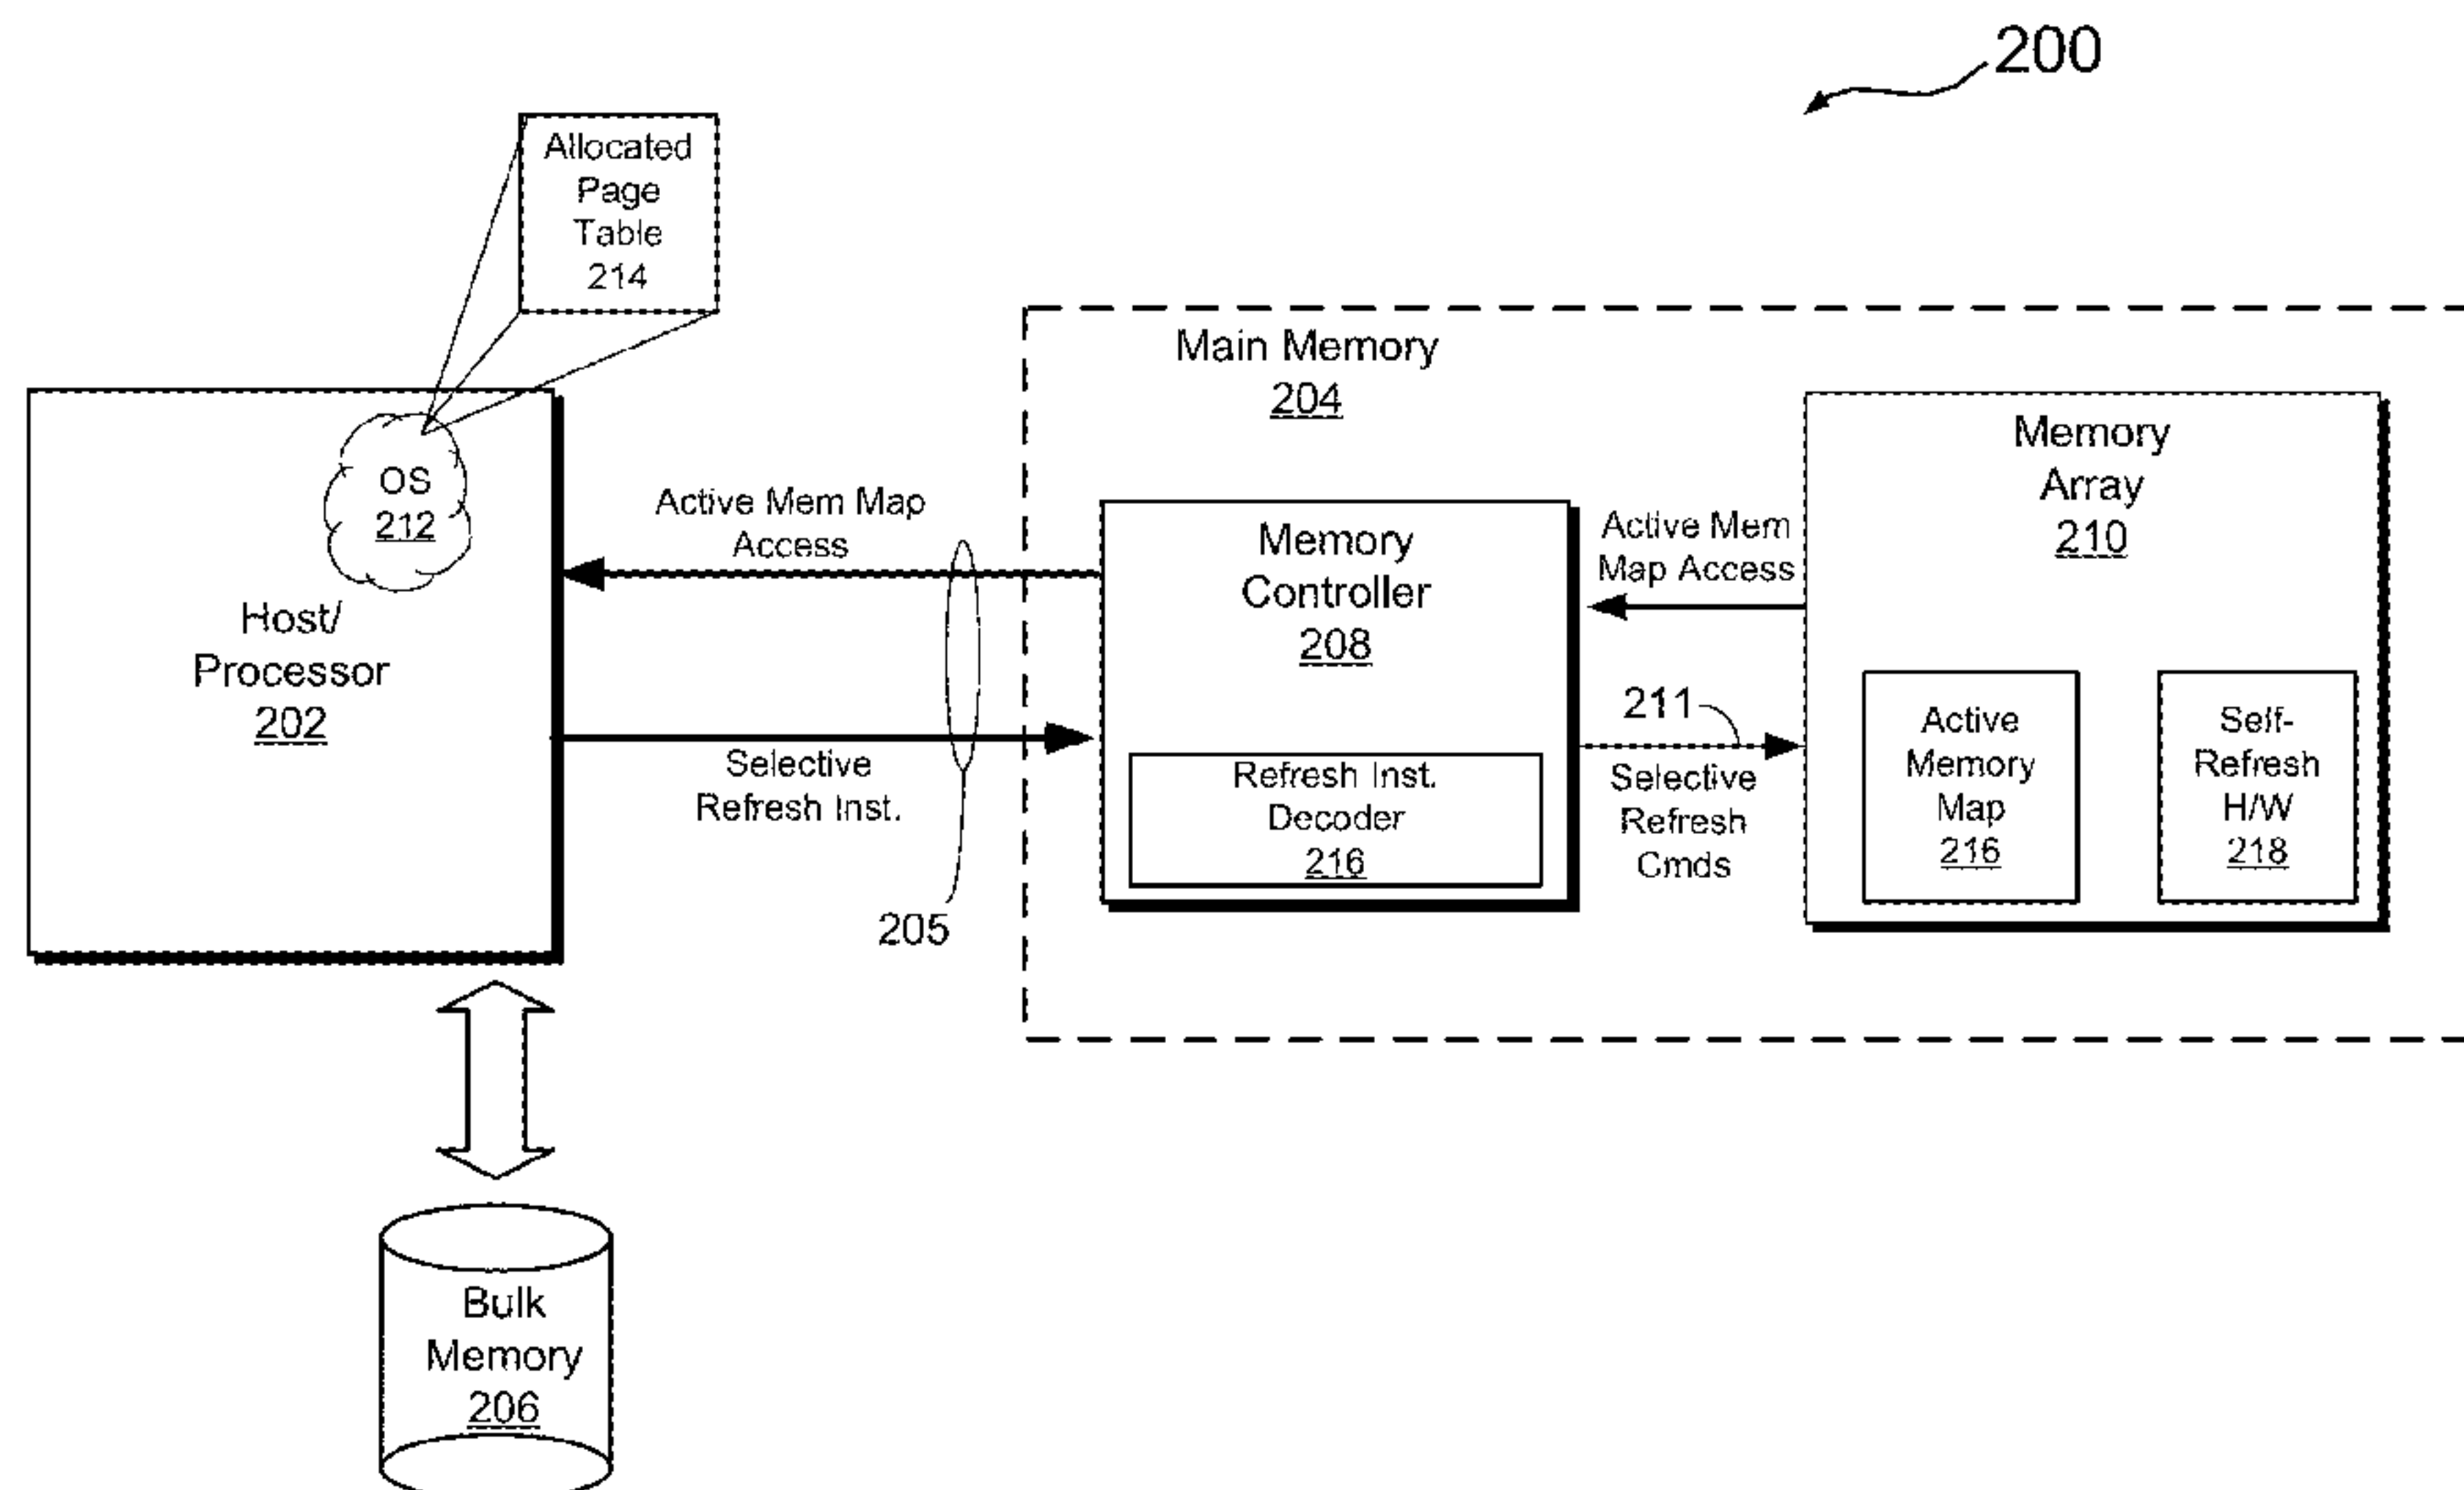 200
Allocated
Page
Table
214
Main Memory
204
OS
212
Host/
Processor
202
Active Mem Map
Access
Selective
Refresh Inst.
205
Memory
Controller
208
Refresh Inst.
Decoder
216
Active Mem
Map Access
211
Selective
Refresh
Cmds
Memory
Array
210
Active
Memory
Map
216
Self-
Refresh
H/W
218
Bulk
Memory
206